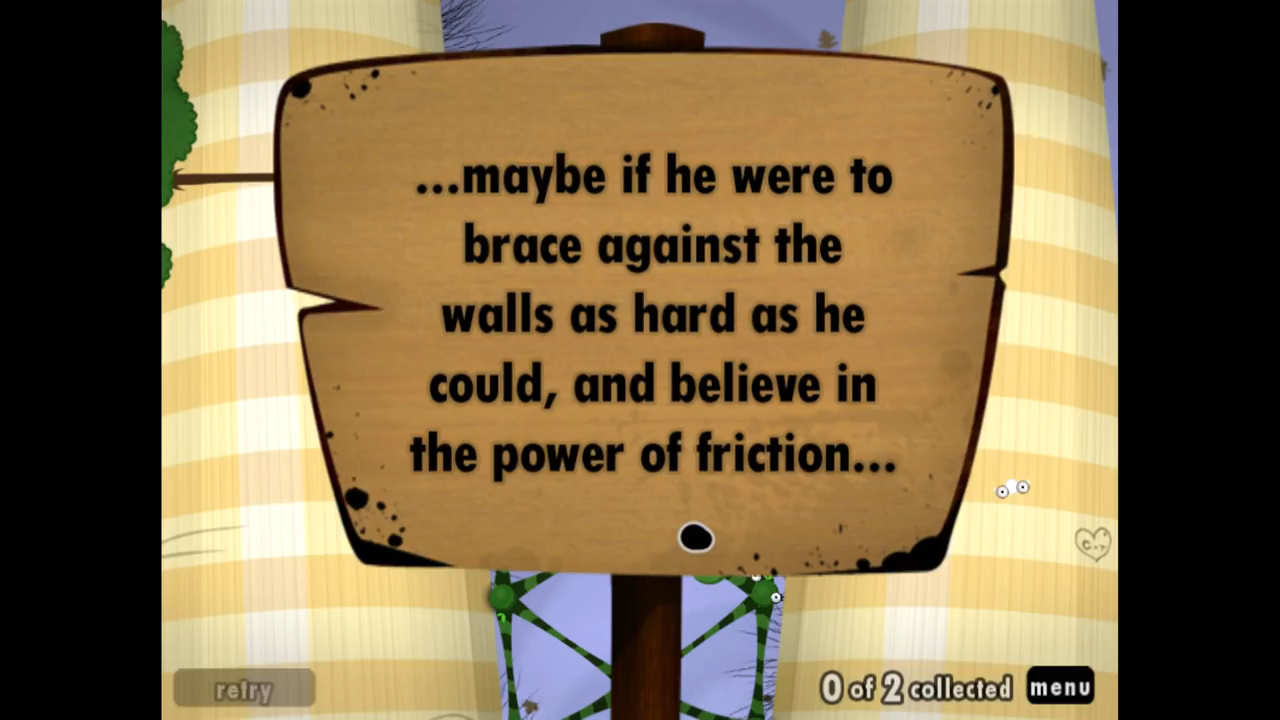 ...maybe if he were to
brace against the
walls as hard as he
could, and believe in
the power of friction...
retry
0 of 2 collected
menu